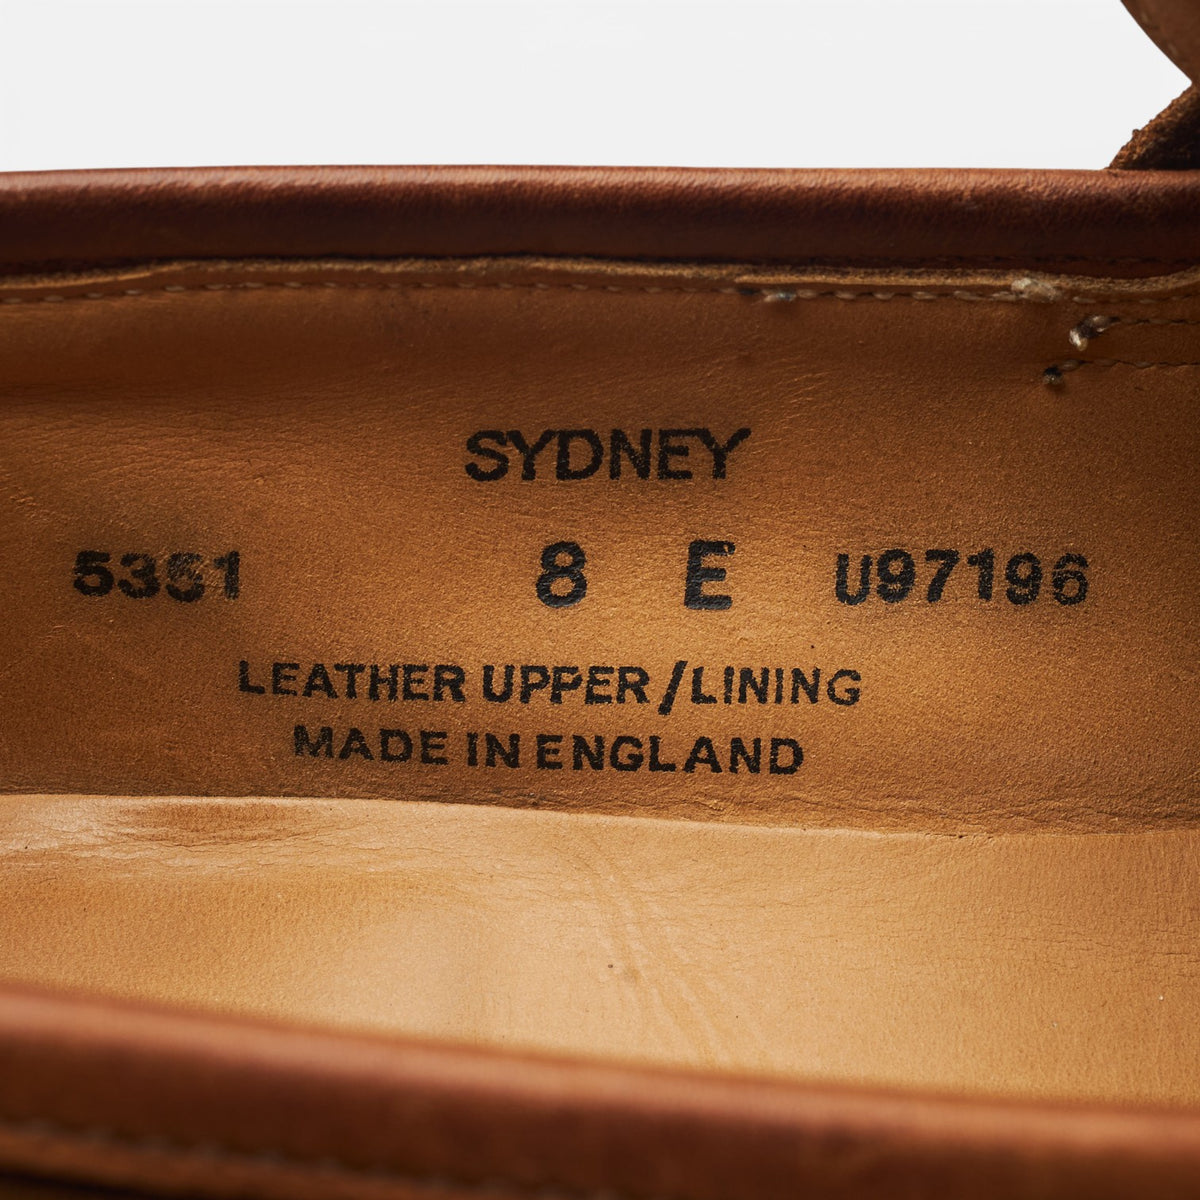 SYDNEY
5351 8 E U97196
LEATHER UPPER/LINING
MADE IN ENGLAND